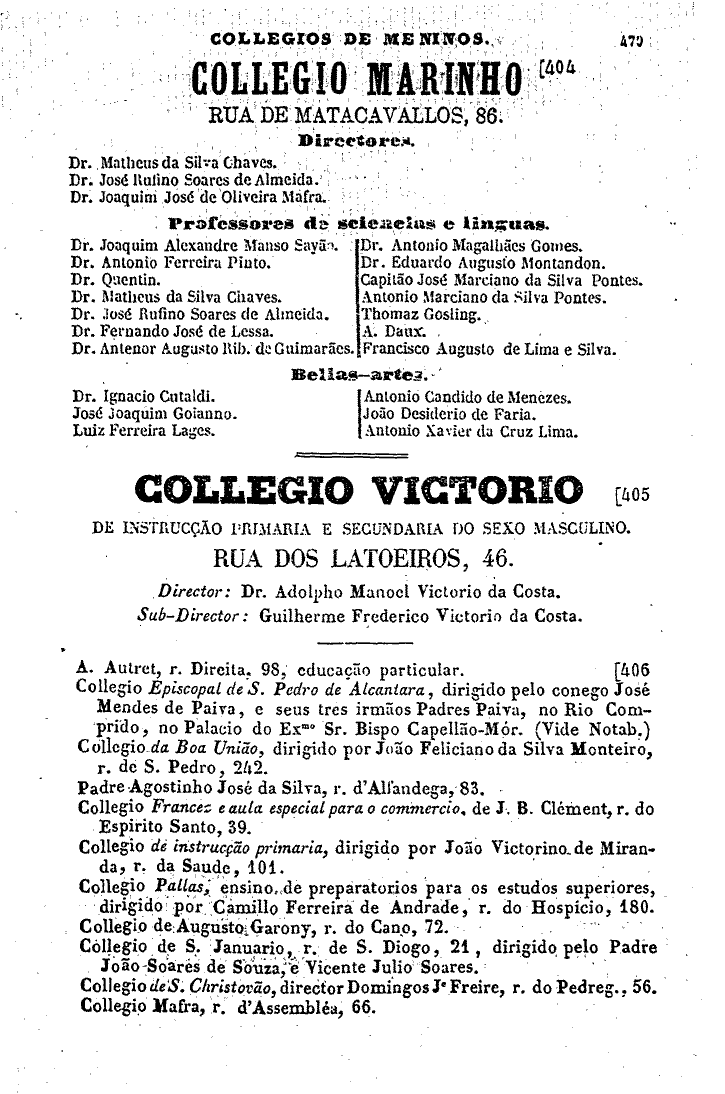 COLLEGIOS DE MENINOS. 479
COLLEGIO MARINHO [404
RUA DE MATACAVALLOS, 86.
Directores.
Dr. Matheus da Silva Chaves.
Dr. José Rufino Soares de Almeida.
Dr. Joaquim José de Oliveira Mafra.
Professores de sciencias e linguas.
Dr. Joaquim Alexandre Manso Sayão.
Dr. Antonio Ferreira Pinto.
Dr. Quentin.
Dr. Matheus da Silva Chaves.
Dr. José Rufino Soares de Almeida.
Dr. Fernando José de Lessa.
Dr. Antenor Augusto Rib. de Guimarães.
Dr. Antonio Magalhães Gomes.
Dr. Eduardo Augusto Montandon.
Capitão José Marciano da Silva Pontes.
Antonio Marciano da Silva Pontes.
Thomaz Gosling.
A. Daux.
Francisco Augusto de Lima e Silva.
Bellas-artes.
Dr. Ignacio Cutaldi.
José Joaquim Goianno.
Luiz Ferreira Lages.
Antonio Candido de Menezes.
João Desiderio de Faria.
Antonio Xavier da Cruz Lima.
COLLEGIO VICTORIO [405
DE INSTRUCÇÃO PRIMARIA E SECUNDARIA DO SEXO MASCULINO.
RUA DOS LATOEIROS, 46.
Director: Dr. Adolpho Manoel Victorio da Costa.
Sub-Director: Guilherme Frederico Victorio da Costa.
A. Autret, r. Direita, 98, educação particular. [406
Collegio Episcopal de S. Pedro de Alcantara, dirigido pelo conego José
Mendes de Paiva, e seus tres irmãos Padres Paiva, no Rio Com-
prido, no Palacio do Exmo Sr. Bispo Capellão-Mór. (Vide Notab.)
Collegio da Boa União, dirigido por João Feliciano da Silva Monteiro,
r. de S. Pedro, 242.
Padre Agostinho José da Silva, r. d'Alfandega, 83.
Collegio Francez e aula especial para o commercio, de J. B. Clément, r. do
Espirito Santo, 39.
Collegio de instrucção primaria, dirigido por João Victorino de Miran-
da, r. da Saude, 101.
Collegio Pallas, ensino de preparatorios para os estudos superiores,
dirigido por Camillo Ferreira de Andrade, r. do Hospicio, 180.
Collegio de Augusto Garony, r. do Cano, 72.
Collegio de S. Januario, r. de S. Diogo, 21, dirigido pelo Padre
João Soares de Souza, e Vicente Julio Soares.
Collegio de S. Christovão, director Domingos Je Freire, r. do Pedreg., 56.
Collegio Mafra, r. d'Assembléa, 66.